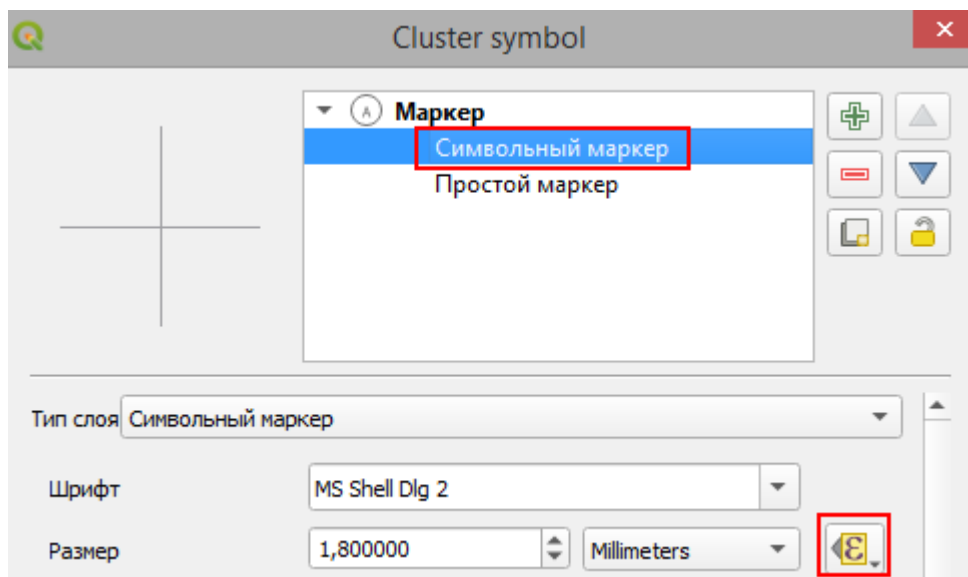 Cluster symbol
A Маркер
Символьный маркер
Простой маркер
Тип слоя Символьный маркер
Шрифт MS Shell Dlg 2
Размер 1,800000 Millimeters ε